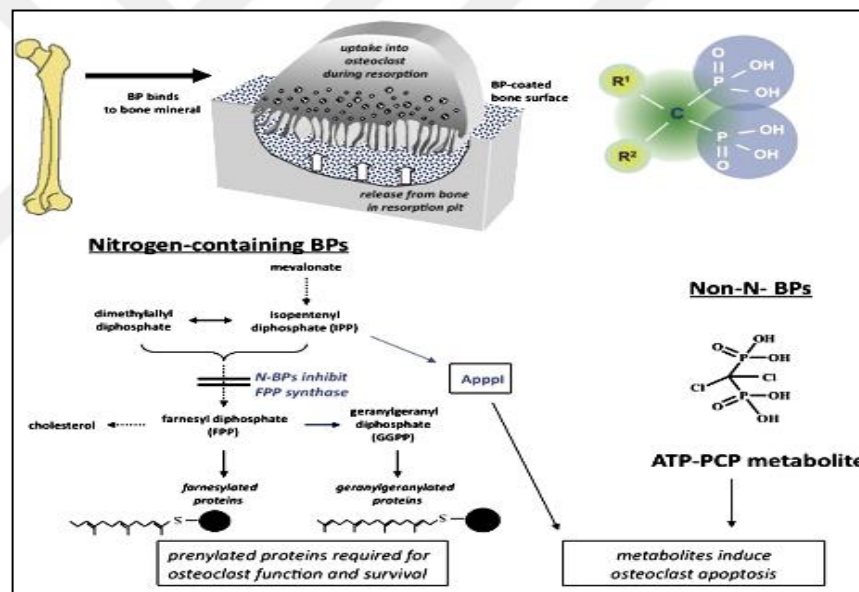 uptake into
osteoclast
during resorption
BP binds
to bone mineral
BP-coated
bone surface
release from bone
in resorption pit
R¹
R²
C
O
P
OH
OH
P
O
OH
OH
Nitrogen-containing BPs
mevalonate
dimethylallyl
diphosphate
isopentenyl
diphosphate (IPP)
N-BPs inhibit
FPP synthase
ApppI
cholesterol
farnesyl diphosphate
(FPP)
geranylgeranyl
diphosphate
(GGPP)
farnesylated
proteins
geranylgeranylated
proteins
S
S
prenylated proteins required for
osteoclast function and survival
Non-N- BPs
O
P
OH
OH
Cl
Cl
O
P
OH
OH
ATP-PCP metabolite
metabolites induce
osteoclast apoptosis